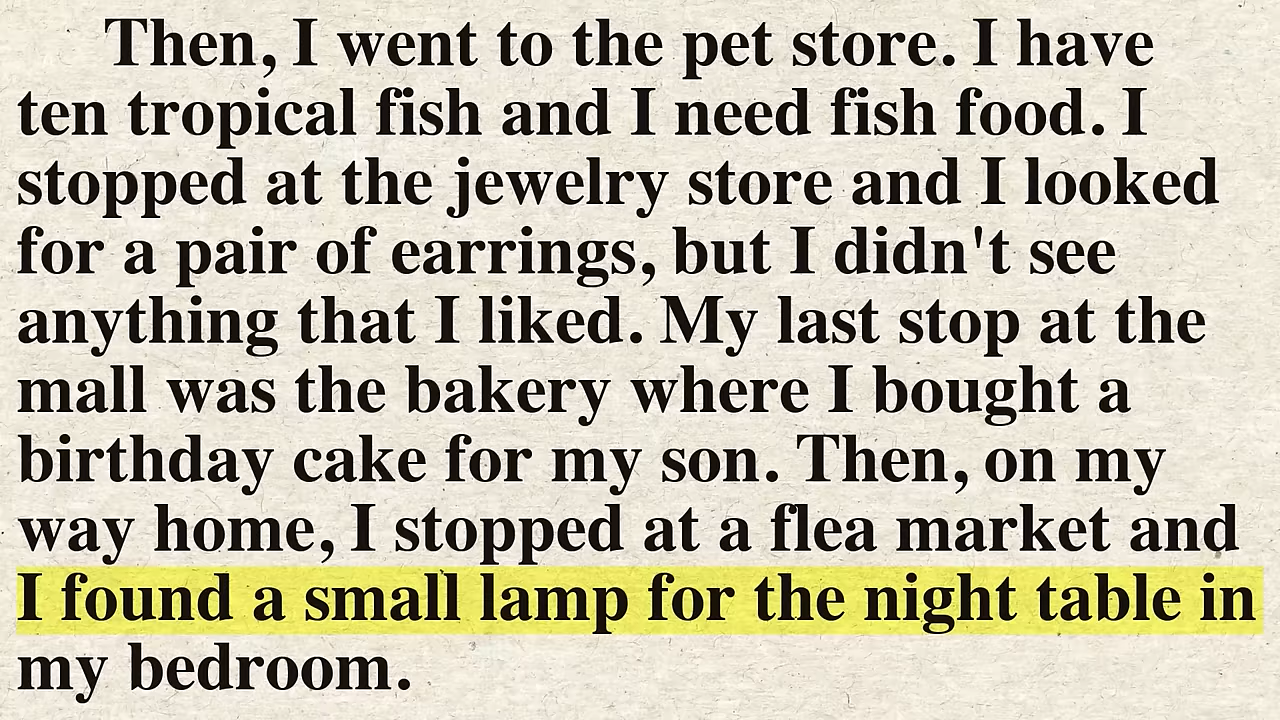 Then, I went to the pet store. I have
ten tropical fish and I need fish food. I
stopped at the jewelry store and I looked
for a pair of earrings, but I didn't see
anything that I liked. My last stop at the
mall was the bakery where I bought a
birthday cake for my son. Then, on my
way home, I stopped at a flea market and
I found a small lamp for the night table in
my bedroom.